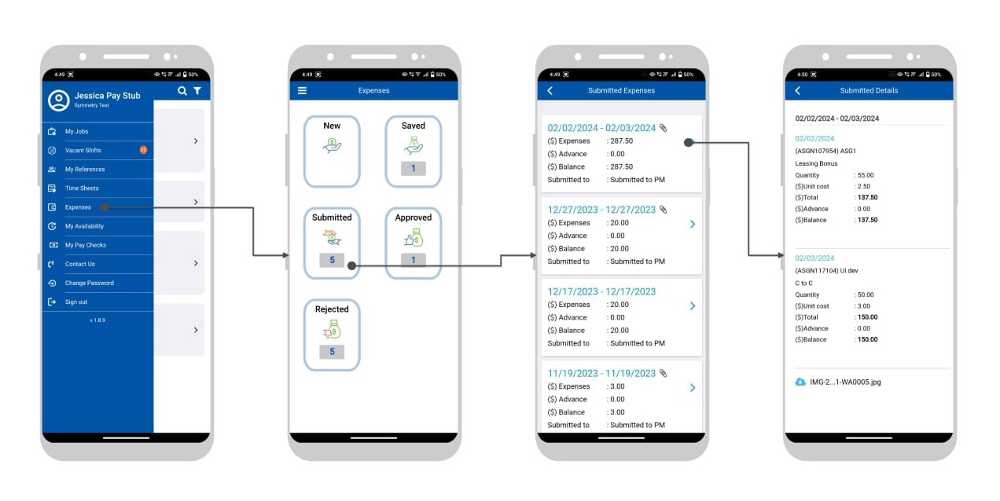 4:49
50%
Jessica Pay Stub
Symmetry Test
My Jobs
Vacant Shifts
My References
Time Sheets
Expenses
My Availability
My Pay Checks
Contact Us
Change Password
Sign out
v 1.8.9
4:49
50%
Expenses
New
Saved
1
Submitted
5
Approved
1
Rejected
5
4:49
50%
Submitted Expenses
02/02/2024 - 02/03/2024
($) Expenses : 287.50
($) Advance : 0.00
($) Balance : 287.50
Submitted to : Submitted to PM
12/27/2023 - 12/27/2023
($) Expenses : 20.00
($) Advance : 0.00
($) Balance : 20.00
Submitted to : Submitted to PM
12/17/2023 - 12/17/2023
($) Expenses : 20.00
($) Advance : 0.00
($) Balance : 20.00
Submitted to : Submitted to PM
11/19/2023 - 11/19/2023
($) Expenses : 3.00
($) Advance : 0.00
($) Balance : 3.00
Submitted to : Submitted to PM
4:50
50%
Submitted Details
02/02/2024 - 02/03/2024
02/02/2024
(ASGN107954) ASG1
Leasing Bonus
Quantity : 55.00
($)Unit cost : 2.50
($)Total : 137.50
($)Advance : 0.00
($)Balance : 137.50
02/03/2024
(ASGN117104) UI dev
C to C
Quantity : 50.00
($)Unit cost : 3.00
($)Total : 150.00
($)Advance : 0.00
($)Balance : 150.00
IMG-2...1-WA0005.jpg